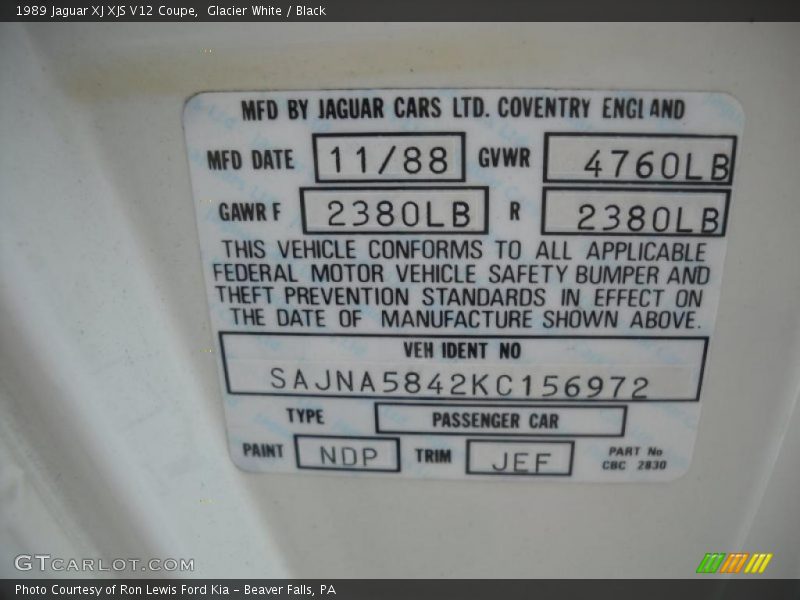 1989 Jaguar XJ XJS V12 Coupe,  Glacier White / Black
MFD BY JAGUAR CARS LTD. COVENTRY ENGLAND
MFD DATE 11/88 GVWR 4760LB
GAWR F 2380LB R 2380LB
THIS VEHICLE CONFORMS TO ALL APPLICABLE
FEDERAL MOTOR VEHICLE SAFETY BUMPER AND
THEFT PREVENTION STANDARDS IN EFFECT ON
THE DATE OF MANUFACTURE SHOWN ABOVE.
VEH IDENT NO
SAJNA5842KC156972
TYPE PASSENGER CAR
PAINT NDP TRIM JEF PART No
CBC 2830
GTCARLOT.COM
Photo Courtesy of Ron Lewis Ford Kia - Beaver Falls, PA